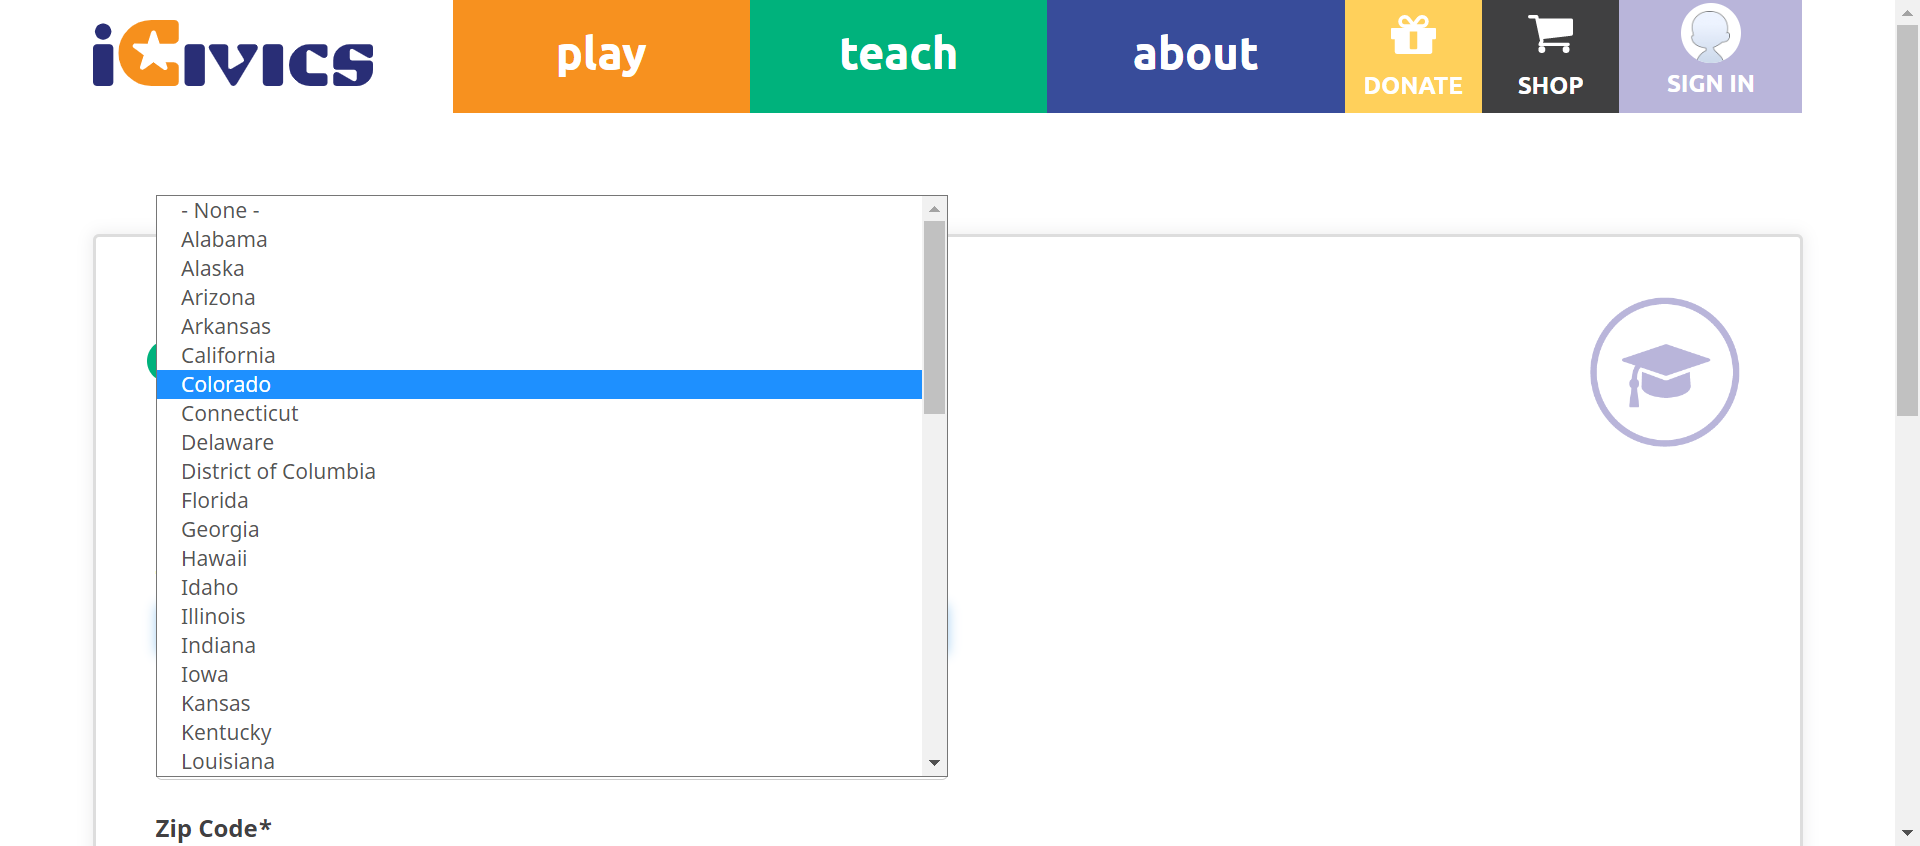 iCivics
play
teach
about
DONATE
SHOP
SIGN IN
- None -
Alabama
Alaska
Arizona
Arkansas
California
Colorado
Connecticut
Delaware
District of Columbia
Florida
Georgia
Hawaii
Idaho
Illinois
Indiana
Iowa
Kansas
Kentucky
Louisiana
Zip Code*